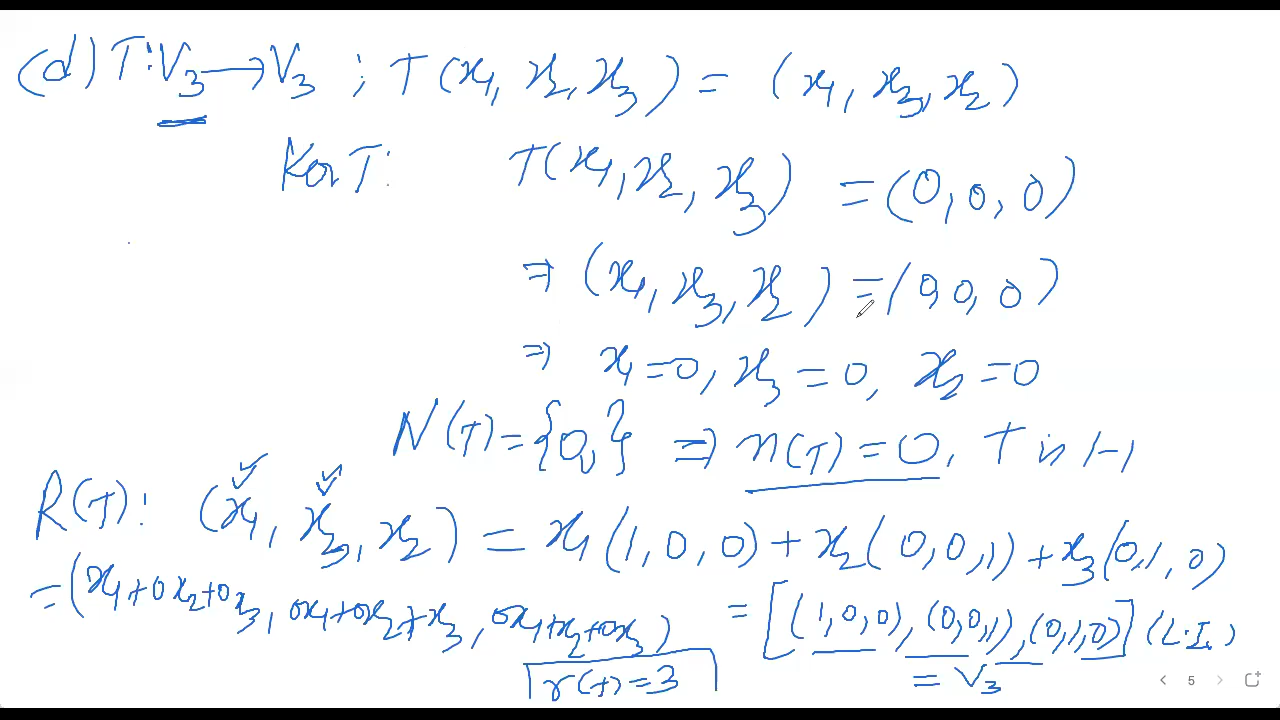 (d) T: V₃ → V₃ ; T(x₁, x₂, x₃) = (x₁, x₃, x₂)
Ker T: T(x₁, x₂, x₃) = (0, 0, 0)
⇒ (x₁, x₃, x₂) = (0, 0, 0)
⇒ x₁ = 0, x₃ = 0, x₂ = 0
N(T) = {0ᵥ} ⇒ n(T) = 0, T is 1-1
R(T): (x₁, x₃, x₂) = x₁(1, 0, 0) + x₂(0, 0, 1) + x₃(0, 1, 0)
= (x₁+0x₂+0x₃, 0x₁+0x₂+x₃, 0x₁+x₂+0x₃)
= [(1, 0, 0), (0, 0, 1), (0, 1, 0)] (L.I.)
r(T) = 3
= V₃
5